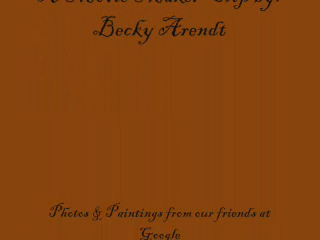 A Movie Maker Clip by:
Becky Arendt
Photos & Paintings from our friends at
Google